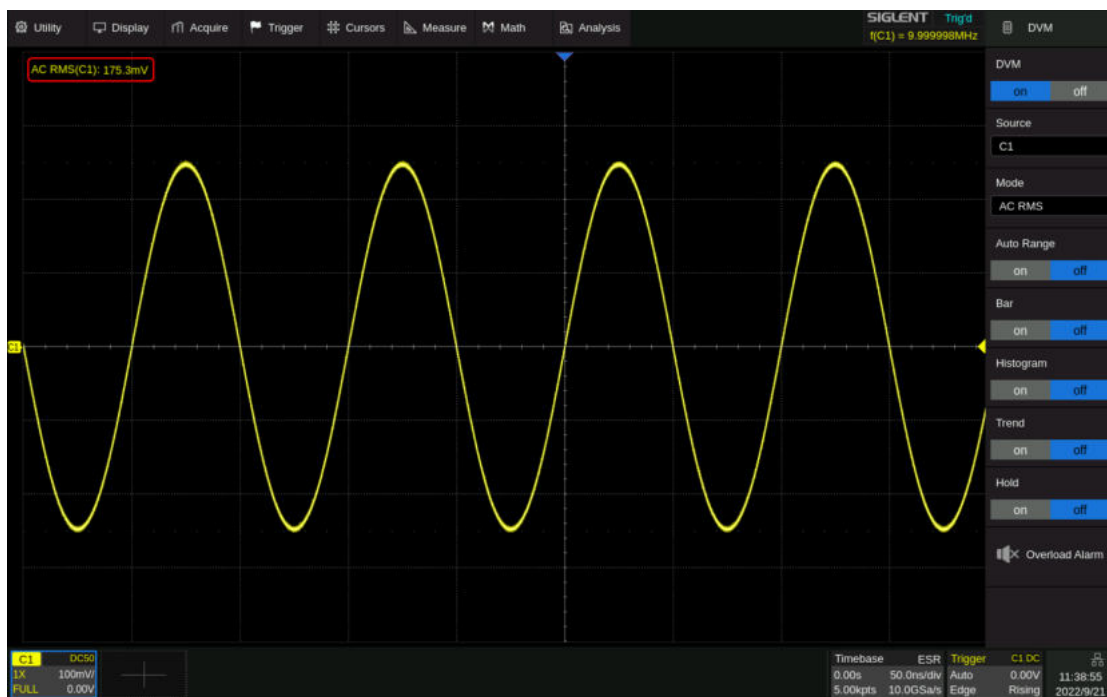 Utility Display Acquire Trigger Cursors Measure Math Analysis
SIGLENT Trig'd
f(C1) = 9.999998MHz
DVM
AC RMS(C1): 175.3mV
DVM
on off
Source
C1
Mode
AC RMS
Auto Range
on off
Bar
on off
Histogram
on off
Trend
on off
Hold
on off
Overload Alarm
C1
C1 DC50
1X 100mV/
FULL 0.00V
Timebase ESR
0.00s 50.0ns/div
5.00kpts 10.0GSa/s
Trigger C1 DC
Auto 0.00V
Edge Rising
11:38:55